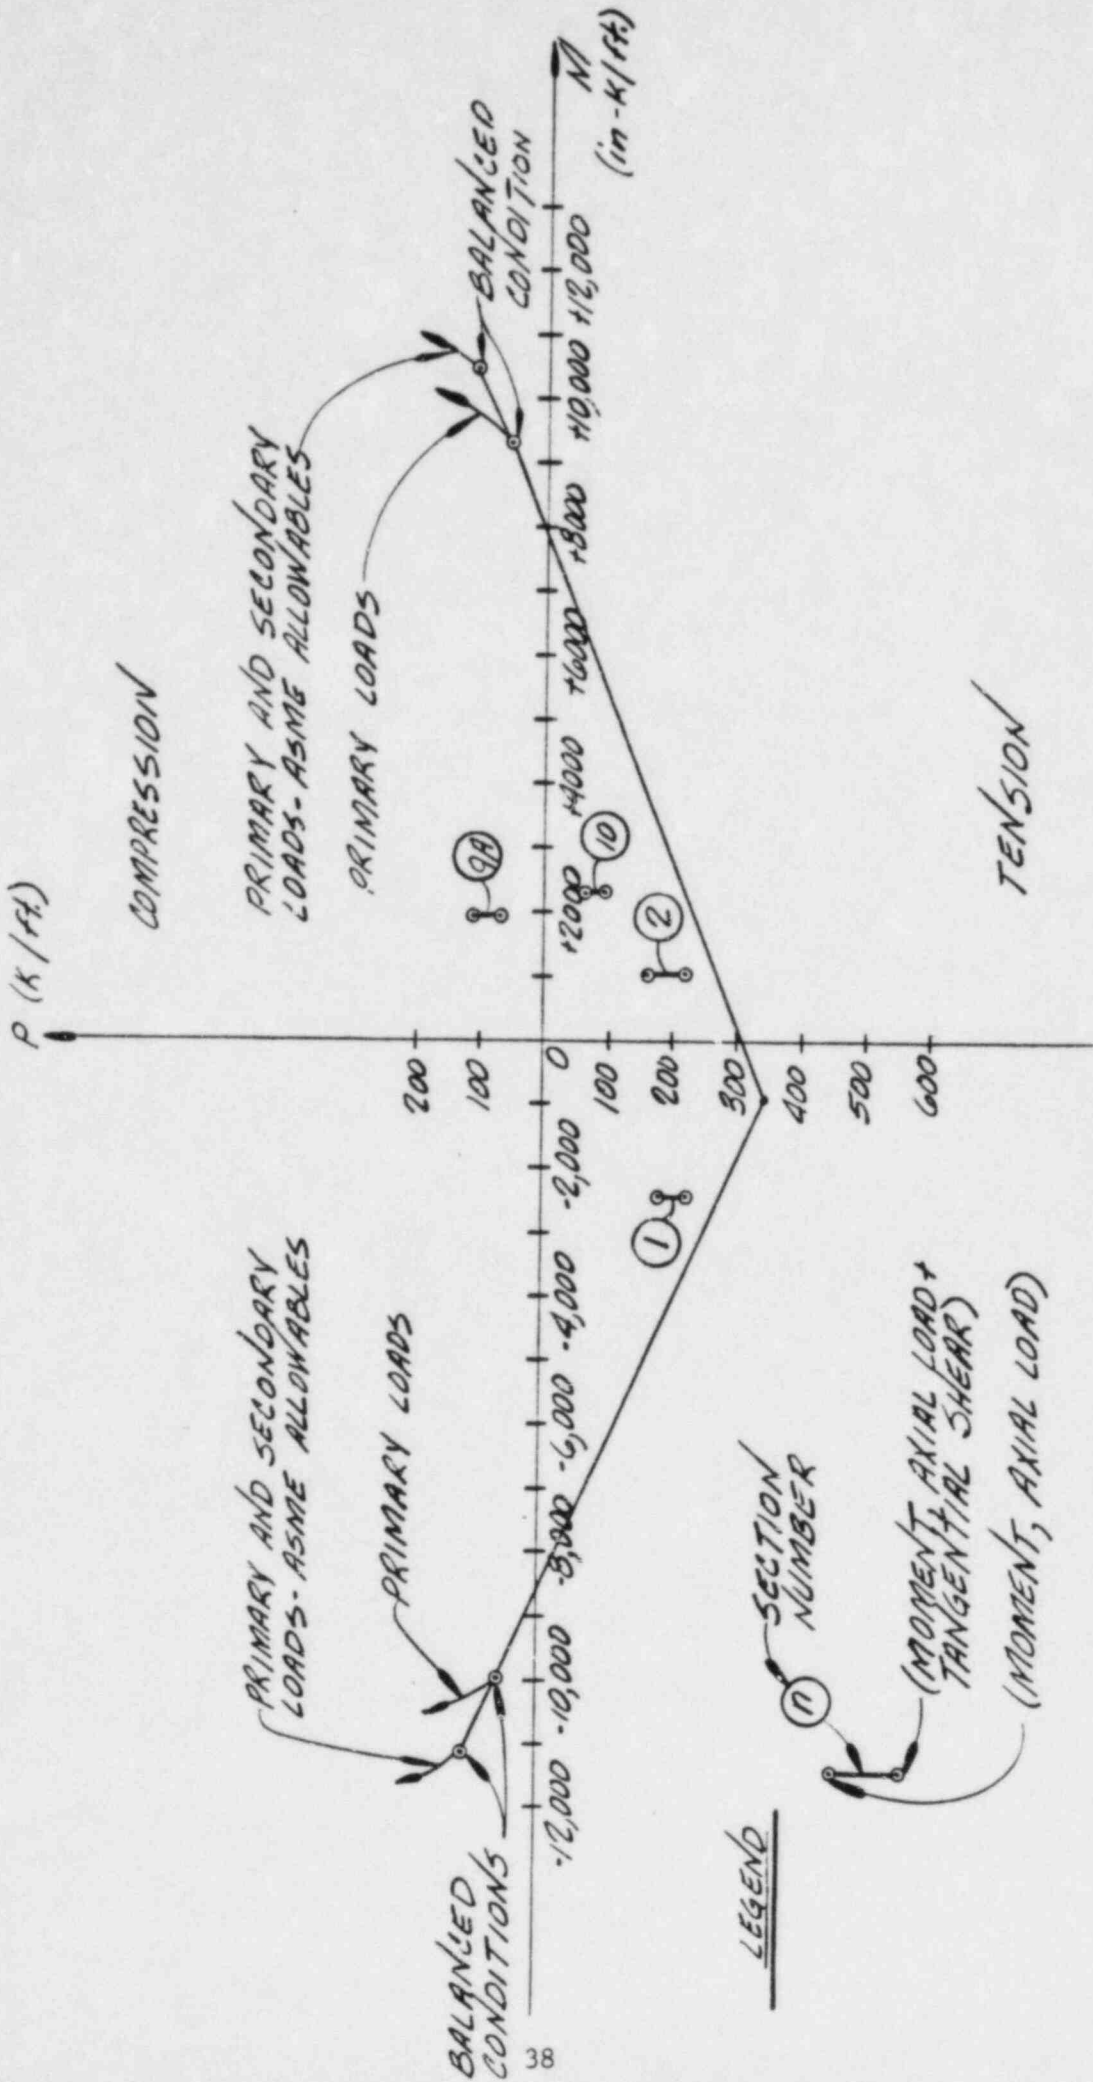 P (K/ft.)
COMPRESSION
PRIMARY AND SECONDARY
LOADS-ASME ALLOWABLES
PRIMARY LOADS
PRIMARY AND SECONDARY
LOADS-ASME ALLOWABLES
PRIMARY LOADS
BALANCED
CONDITIONS
BALANCED
CONDITION
M
(in-K/ft.)
200
100
0
100
200
300
400
500
600
-12,000
-10,000
-8,000
-6,000
-4,000
-2,000
+2000
+4000
+6000
+8000
+10,000
+12,000
9A
10
2
1
TENSION
LEGEND
n
SECTION
NUMBER
(MOMENT, AXIAL LOAD+
TANGENTIAL SHEAR)
(MOMENT, AXIAL LOAD)
38